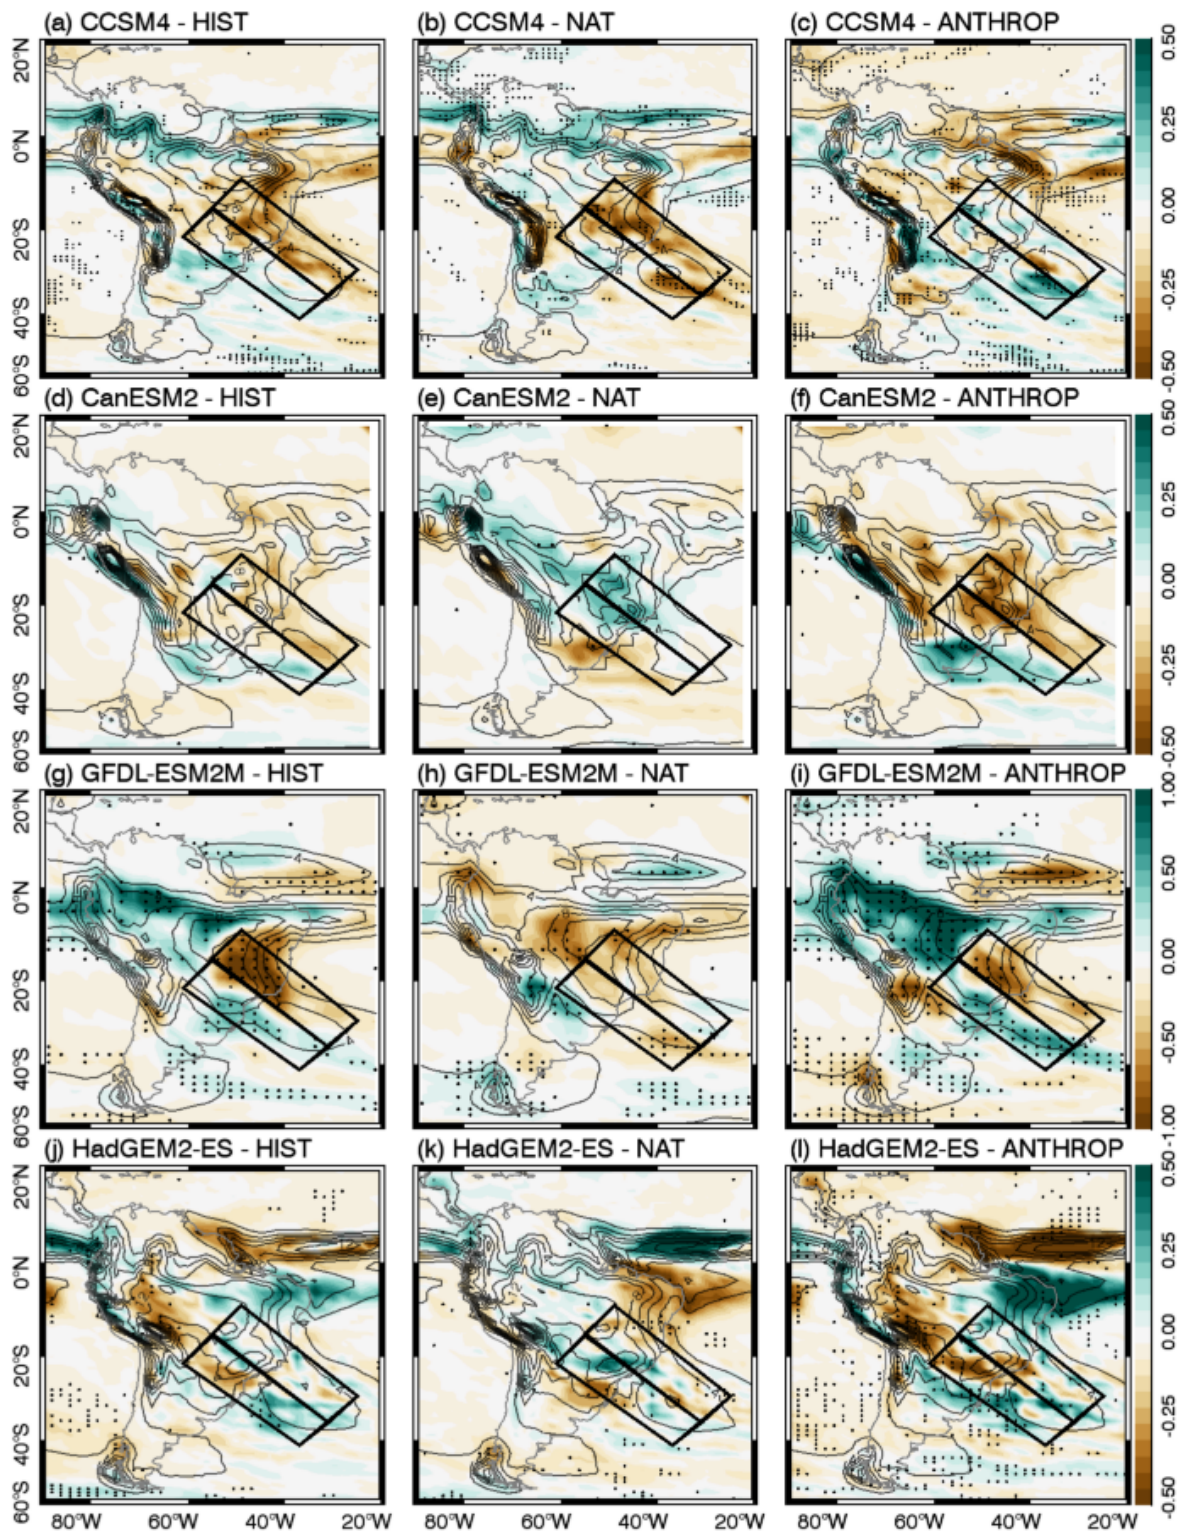 (a) CCSM4 - HIST (b) CCSM4 - NAT (c) CCSM4 - ANTHROP
20°N 0.50
0.25
0°N
0.00
20°S
40°S -0.25
60°S -0.50
(d) CanESM2 - HIST (e) CanESM2 - NAT (f) CanESM2 - ANTHROP
20°N 0.50
0.25
0°N
0.00
20°S
40°S -0.25
60°S -0.50
(g) GFDL-ESM2M - HIST (h) GFDL-ESM2M - NAT (i) GFDL-ESM2M - ANTHROP
20°N 1.00
0.50
0°N
0.00
20°S
40°S -0.50
60°S -1.00
(j) HadGEM2-ES - HIST (k) HadGEM2-ES - NAT (l) HadGEM2-ES - ANTHROP
20°N 0.50
0.25
0°N
0.00
20°S
40°S -0.25
60°S -0.50
80°W 60°W 40°W 20°W 80°W 60°W 40°W 20°W 80°W 60°W 40°W 20°W